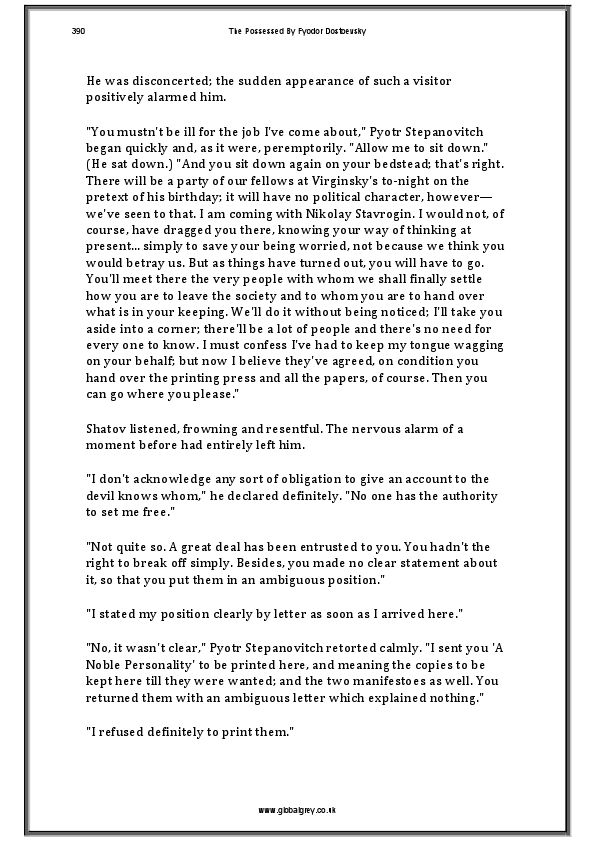 390
The Possessed By Fyodor Dostoevsky
He was disconcerted; the sudden appearance of such a visitor
positively alarmed him.
"You mustn't be ill for the job I've come about," Pyotr Stepanovitch
began quickly and, as it were, peremptorily. "Allow me to sit down."
(He sat down.) "And you sit down again on your bedstead; that's right.
There will be a party of our fellows at Virginsky's to-night on the
pretext of his birthday; it will have no political character, however—
we've seen to that. I am coming with Nikolay Stavrogin. I would not, of
course, have dragged you there, knowing your way of thinking at
present... simply to save your being worried, not because we think you
would betray us. But as things have turned out, you will have to go.
You'll meet there the very people with whom we shall finally settle
how you are to leave the society and to whom you are to hand over
what is in your keeping. We'll do it without being noticed; I'll take you
aside into a corner; there'll be a lot of people and there's no need for
every one to know. I must confess I've had to keep my tongue wagging
on your behalf; but now I believe they've agreed, on condition you
hand over the printing press and all the papers, of course. Then you
can go where you please."
Shatov listened, frowning and resentful. The nervous alarm of a
moment before had entirely left him.
"I don't acknowledge any sort of obligation to give an account to the
devil knows whom," he declared definitely. "No one has the authority
to set me free."
"Not quite so. A great deal has been entrusted to you. You hadn't the
right to break off simply. Besides, you made no clear statement about
it, so that you put them in an ambiguous position."
"I stated my position clearly by letter as soon as I arrived here."
"No, it wasn't clear," Pyotr Stepanovitch retorted calmly. "I sent you 'A
Noble Personality' to be printed here, and meaning the copies to be
kept here till they were wanted; and the two manifestoes as well. You
returned them with an ambiguous letter which explained nothing."
"I refused definitely to print them."
www.globalgrey.co.uk